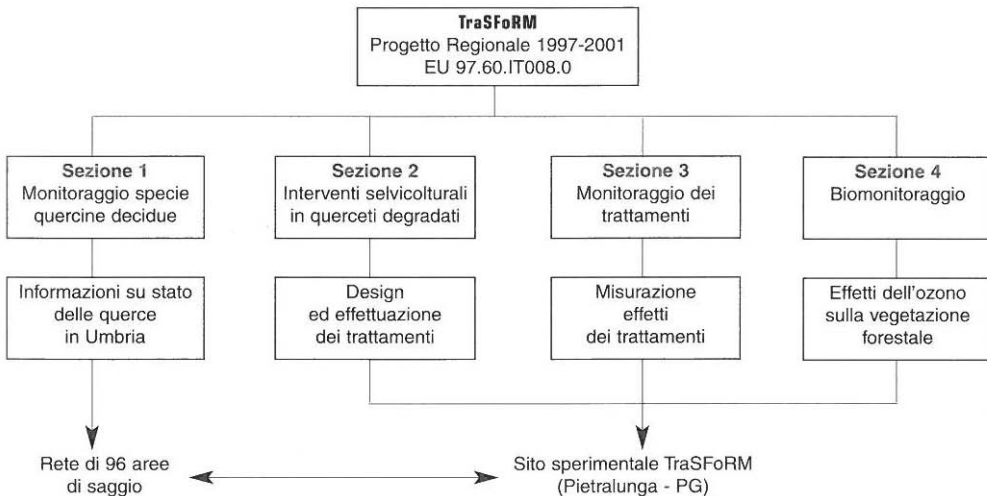 TraSFoRM
Progetto Regionale 1997-2001
EU 97.60.IT008.0
Sezione 1
Monitoraggio specie
quercine decidue
Sezione 2
Interventi selvicolturali
in querceti degradati
Sezione 3
Monitoraggio dei
trattamenti
Sezione 4
Biomonitoraggio
Informazioni su stato
delle querce
in Umbria
Design
ed effettuazione
dei trattamenti
Misurazione
effetti
dei trattamenti
Effetti dell'ozono
sulla vegetazione
forestale
Rete di 96 aree
di saggio
Sito sperimentale TraSFoRM
(Pietralunga - PG)